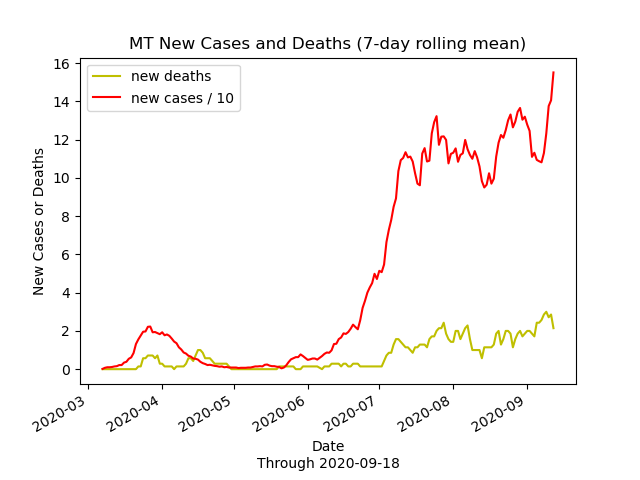 MT New Cases and Deaths (7-day rolling mean)
new deaths
new cases / 10
New Cases or Deaths
16
14
12
10
8
6
4
2
0
2020-03
2020-04
2020-05
2020-06
2020-07
2020-08
2020-09
Date
Through 2020-09-18